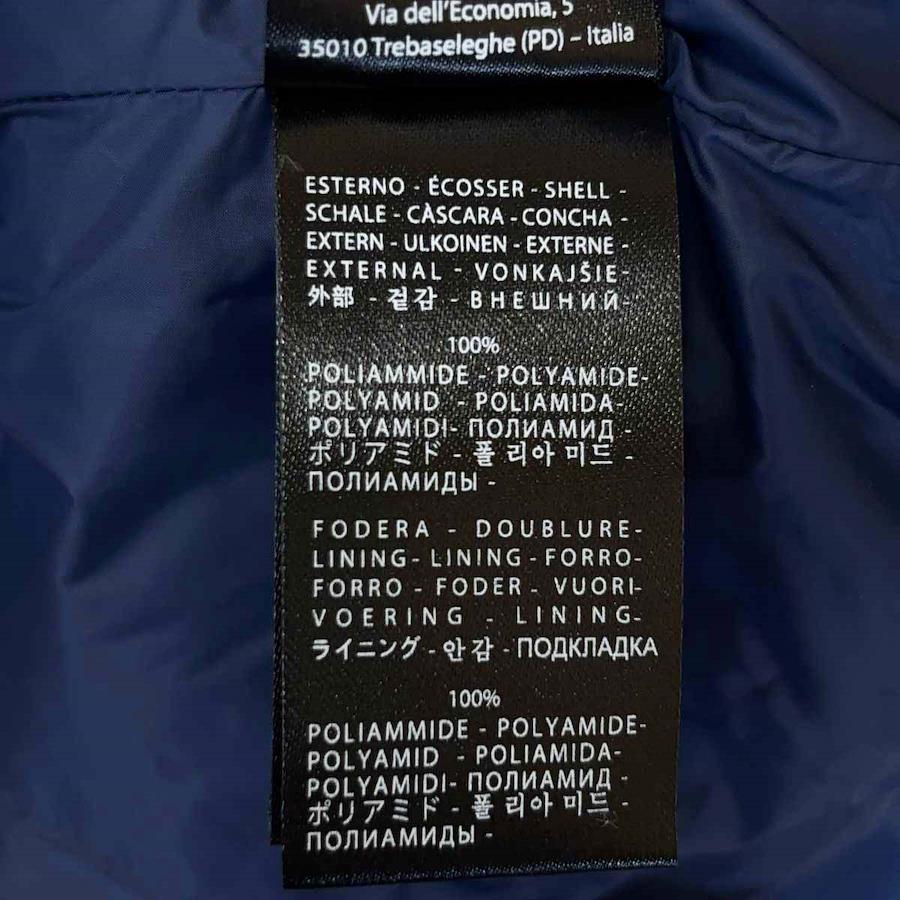 Via dell'Economia, 5
35010 Trebaseleghe (PD) – Italia
ESTERNO - ÉCOSSER - SHELL -
SCHALE - CÀSCARA - CONCHA -
EXTERN - ULKOINEN - EXTERNE -
EXTERNAL - VONKAJŠIE-
外部 - 겉감 - ВНЕШНИЙ-
100%
POLIAMMIDE - POLYAMIDE-
POLYAMID - POLIAMIDA-
POLYAMIDI- ПОЛИАМИД -
ポリアミド - 폴리아미드 -
ПОЛИАМИДЫ -
FODERA - DOUBLURE-
LINING- LINING- FORRO-
FORRO - FODER - VUORI-
VOERING - LINING-
ライニング - 안감 - ПОДКЛАДКА
100%
POLIAMMIDE - POLYAMIDE-
POLYAMID - POLIAMIDA-
POLYAMIDI- ПОЛИАМИД -
ポリアミド - 폴리아미드 -
ПОЛИАМИДЫ -